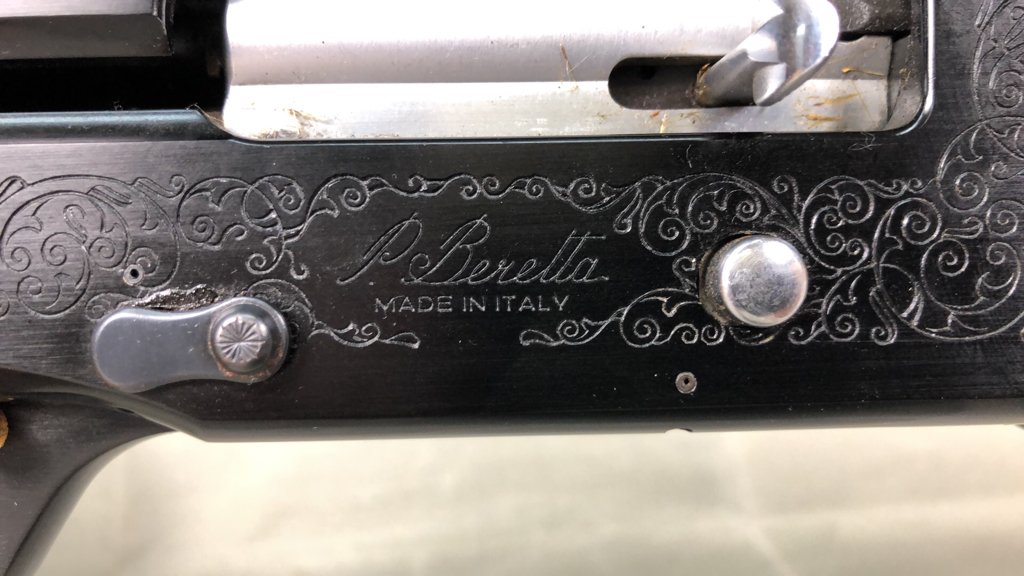 P. Beretta
MADE IN ITALY